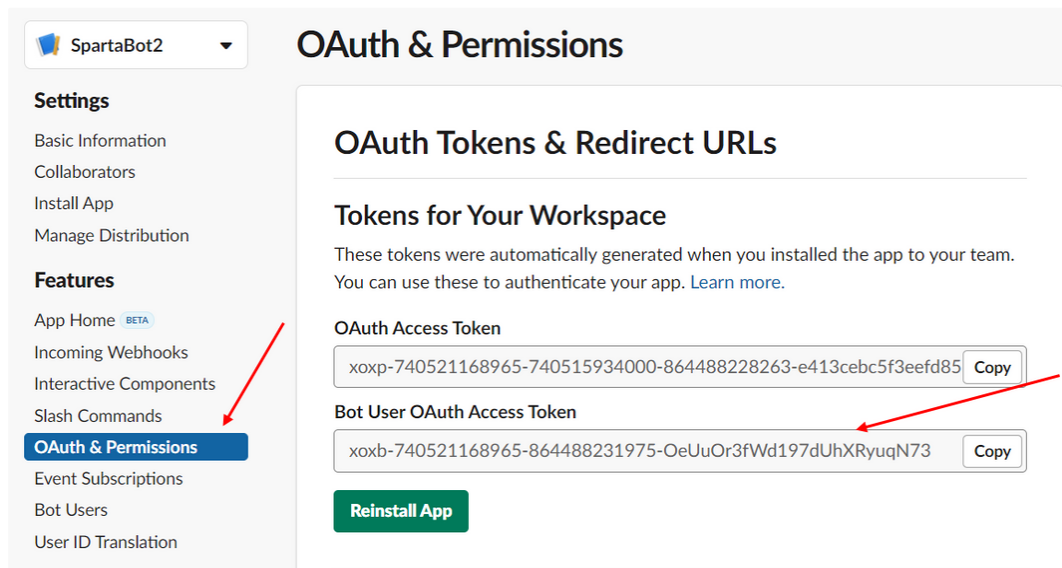 SpartaBot2
OAuth & Permissions
Settings
Basic Information
Collaborators
Install App
Manage Distribution
Features
App Home BETA
Incoming Webhooks
Interactive Components
Slash Commands
OAuth & Permissions
Event Subscriptions
Bot Users
User ID Translation
OAuth Tokens & Redirect URLs
Tokens for Your Workspace
These tokens were automatically generated when you installed the app to your team.
You can use these to authenticate your app. Learn more.
OAuth Access Token
xoxp-740521168965-740515934000-864488228263-e413cebc5f3eefd85 Copy
Bot User OAuth Access Token
xoxb-740521168965-864488231975-OeUuOr3fWd197dUhXRyuqN73 Copy
Reinstall App